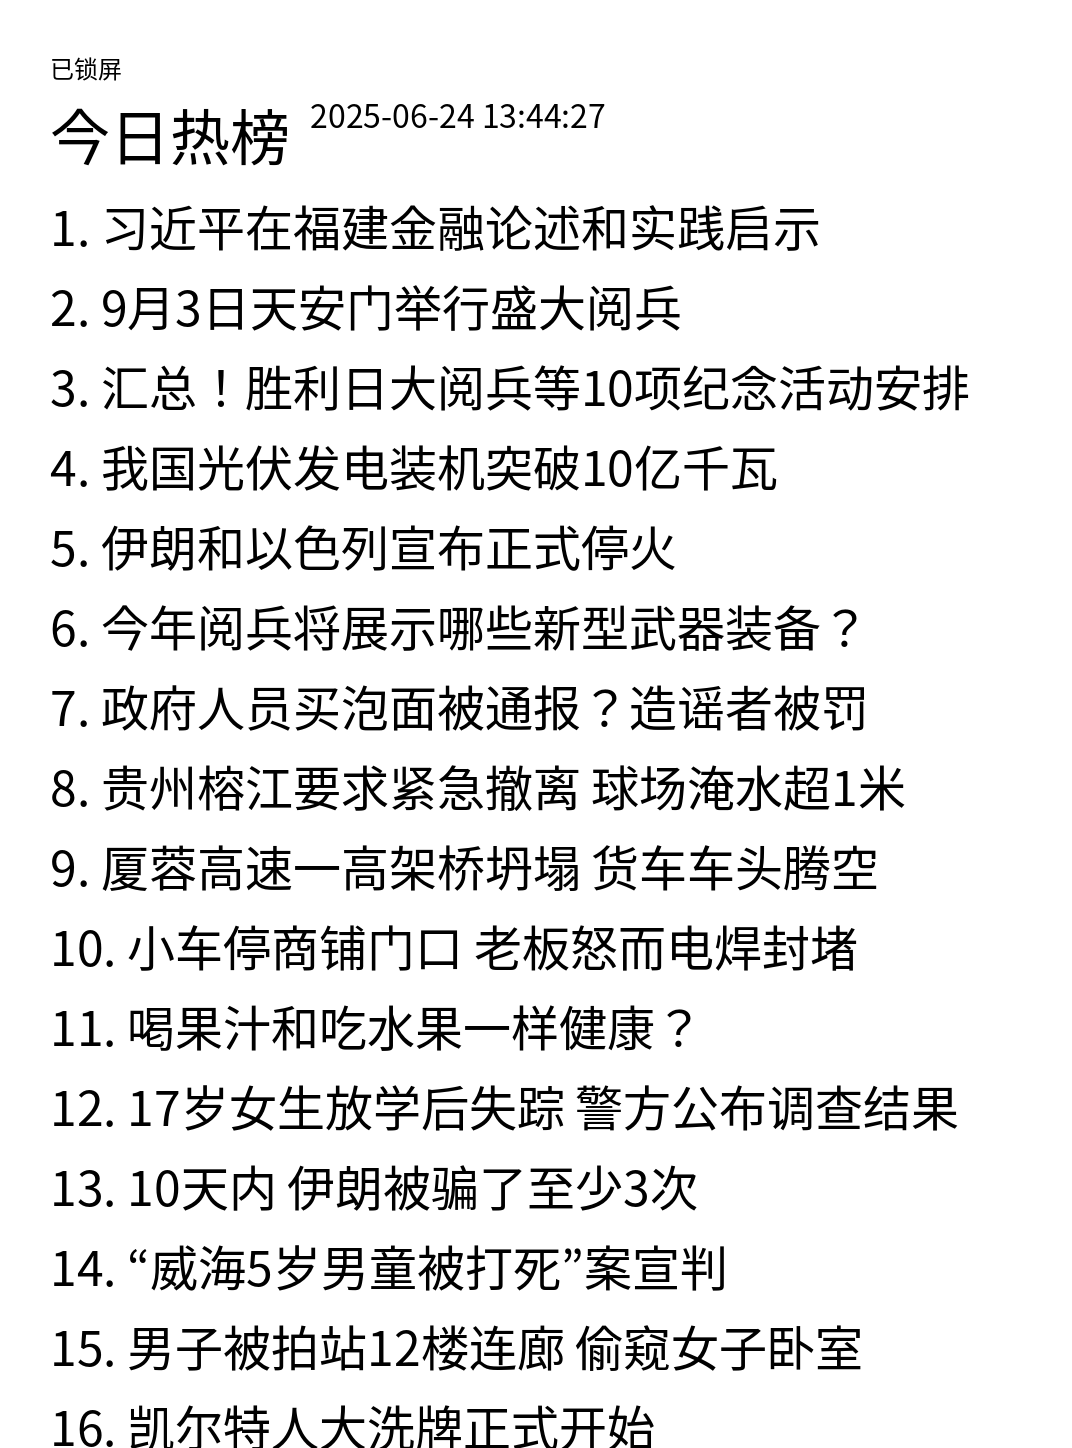 已锁屏
今日热榜 2025-06-24 13:44:27
1. 习近平在福建金融论述和实践启示
2. 9月3日天安门举行盛大阅兵
3. 汇总！胜利日大阅兵等10项纪念活动安排
4. 我国光伏发电装机突破10亿千瓦
5. 伊朗和以色列宣布正式停火
6. 今年阅兵将展示哪些新型武器装备？
7. 政府人员买泡面被通报？造谣者被罚
8. 贵州榕江要求紧急撤离 球场淹水超1米
9. 厦蓉高速一高架桥坍塌 货车车头腾空
10. 小车停商铺门口 老板怒而电焊封堵
11. 喝果汁和吃水果一样健康？
12. 17岁女生放学后失踪 警方公布调查结果
13. 10天内 伊朗被骗了至少3次
14. “威海5岁男童被打死”案宣判
15. 男子被拍站12楼连廊 偷窥女子卧室
16. 凯尔特人大洗牌正式开始